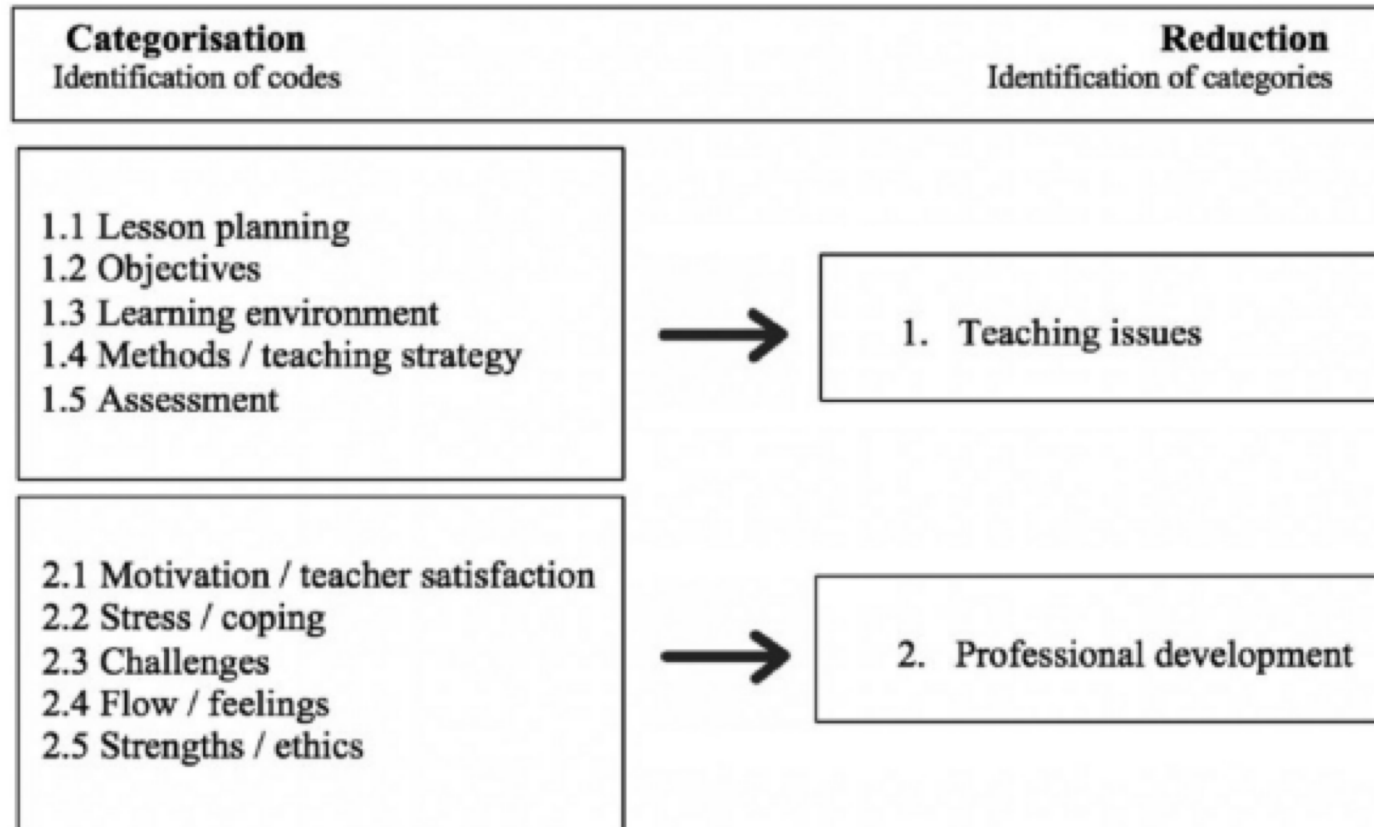 Categorisation
Identification of codes
Reduction
Identification of categories
1.1 Lesson planning
1.2 Objectives
1.3 Learning environment
1.4 Methods / teaching strategy
1.5 Assessment
1. Teaching issues
2.1 Motivation / teacher satisfaction
2.2 Stress / coping
2.3 Challenges
2.4 Flow / feelings
2.5 Strengths / ethics
2. Professional development